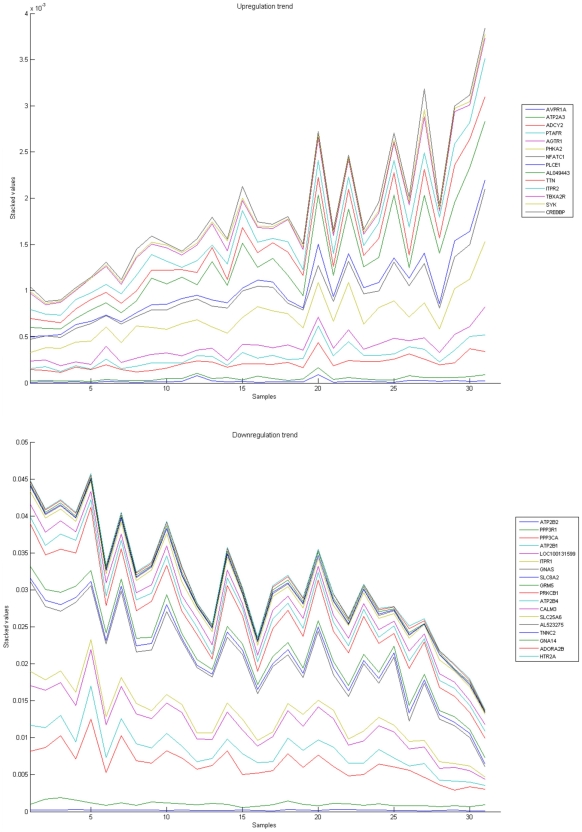 Upregulation trend
x 10^-3
4
3.5
3
2.5
2
1.5
1
0.5
0
Stacked values
5
10
15
20
25
30
Samples
AVPR1A
ATP2A3
ADCY2
PTAFR
AGTR1
PHKA2
NFATC1
PLCE1
AL049443
TTN
ITPR2
TBXA2R
SYK
CREBBP
Downregulation trend
0.05
0.045
0.04
0.035
0.03
0.025
0.02
0.015
0.01
0.005
0
Stacked values
5
10
15
20
25
30
Samples
ATP2B2
PPP3R1
PPP3CA
ATP2B1
LOC100131599
ITPR1
GNAS
SLC8A2
GRM5
PRKCB1
ATP2B4
CALM3
SLC25A6
AL523275
TNNC2
GNA14
ADORA2B
HTR2A